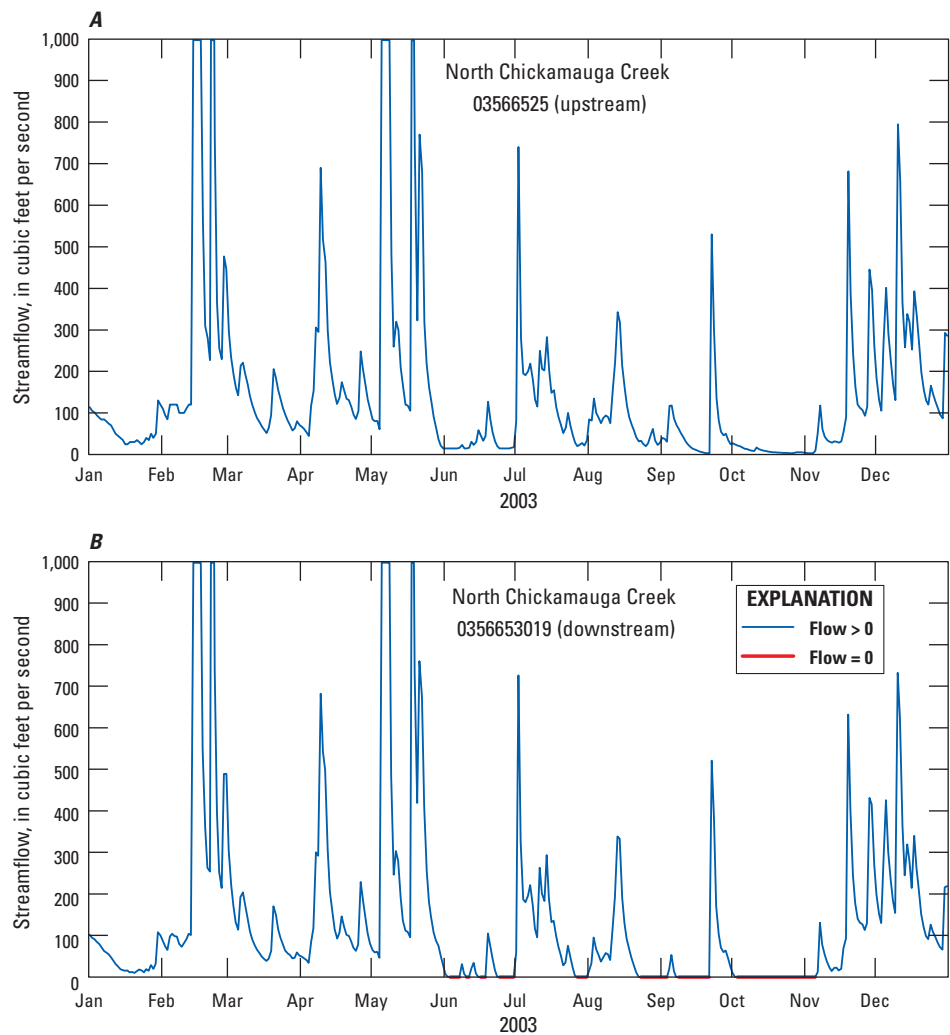 A
1,000
900
800
700
600
500
400
300
200
100
0
Streamflow, in cubic feet per second
North Chickamauga Creek
03566525 (upstream)
Jan Feb Mar Apr May Jun Jul Aug Sep Oct Nov Dec
2003
B
1,000
900
800
700
600
500
400
300
200
100
0
Streamflow, in cubic feet per second
North Chickamauga Creek
0356653019 (downstream)
EXPLANATION
Flow > 0
Flow = 0
Jan Feb Mar Apr May Jun Jul Aug Sep Oct Nov Dec
2003